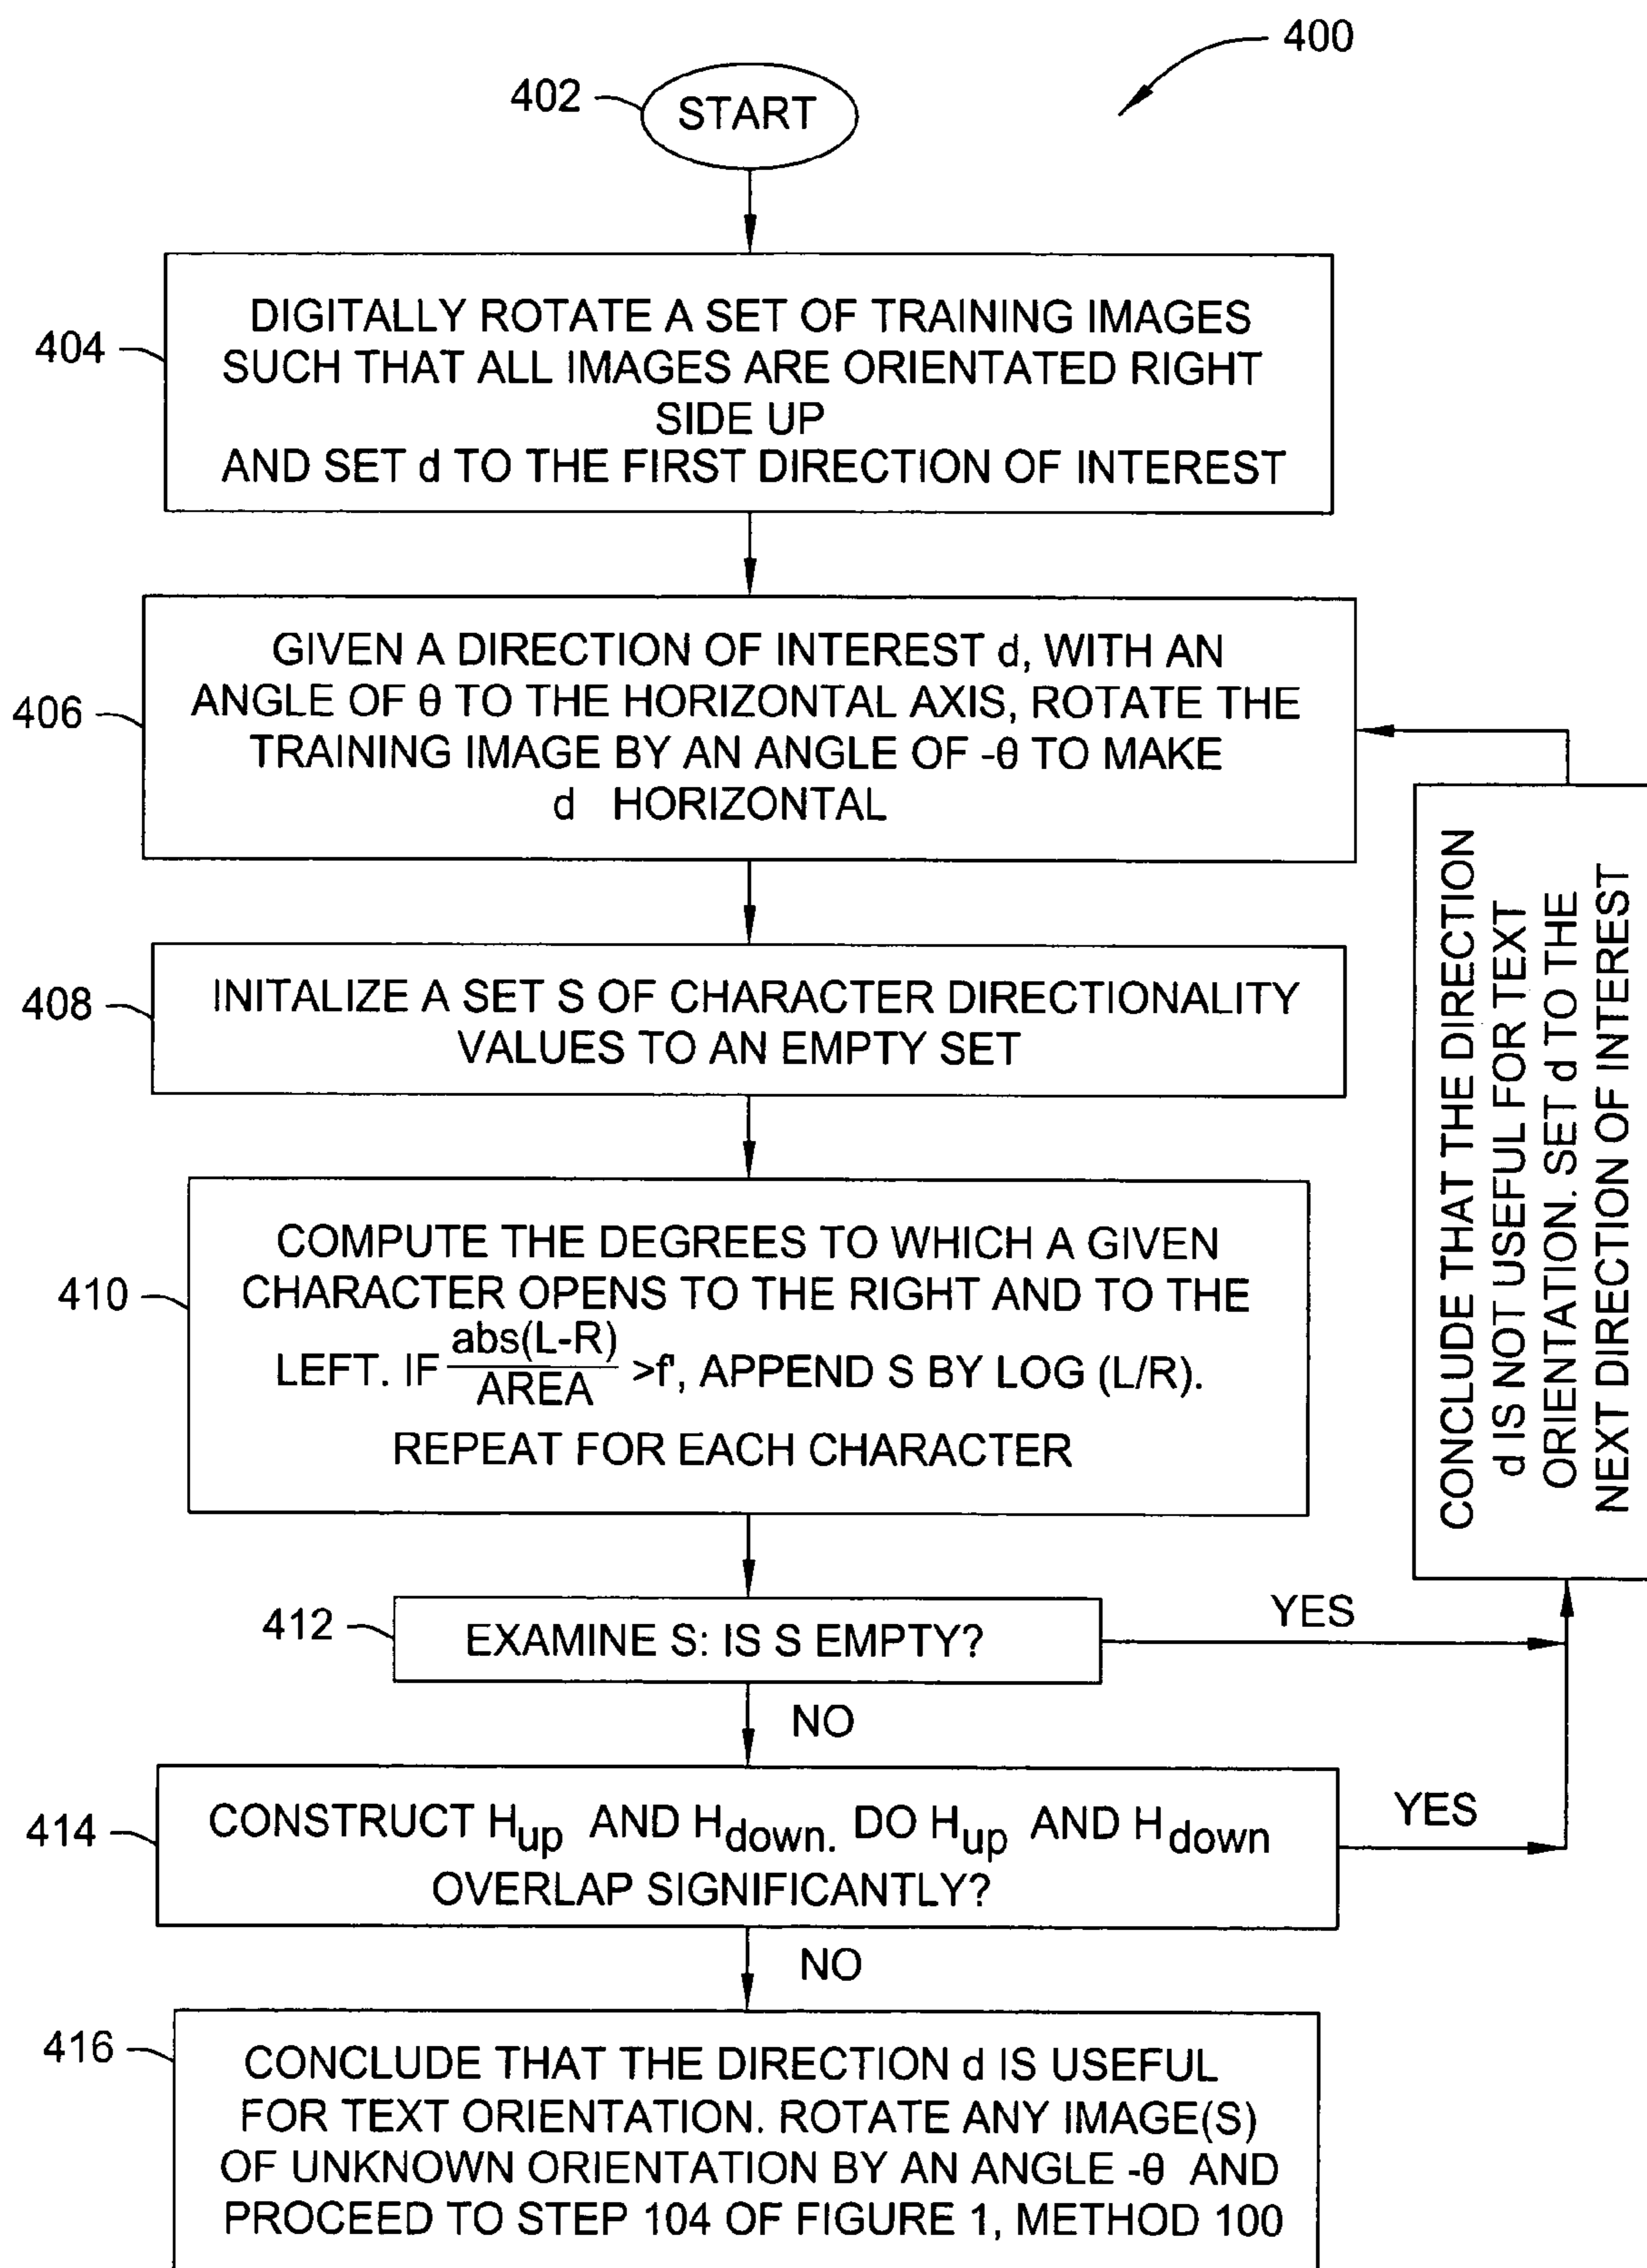 400
402
START
404
DIGITALLY ROTATE A SET OF TRAINING IMAGES
SUCH THAT ALL IMAGES ARE ORIENTATED RIGHT
SIDE UP
AND SET d TO THE FIRST DIRECTION OF INTEREST
406
GIVEN A DIRECTION OF INTEREST d, WITH AN
ANGLE OF θ TO THE HORIZONTAL AXIS, ROTATE THE
TRAINING IMAGE BY AN ANGLE OF -θ TO MAKE
d HORIZONTAL
408
INITALIZE A SET S OF CHARACTER DIRECTIONALITY
VALUES TO AN EMPTY SET
410
COMPUTE THE DEGREES TO WHICH A GIVEN
CHARACTER OPENS TO THE RIGHT AND TO THE
LEFT. IF abs(L-R)/AREA >f', APPEND S BY LOG (L/R).
REPEAT FOR EACH CHARACTER
412
EXAMINE S: IS S EMPTY?
YES
NO
414
CONSTRUCT Hup AND Hdown. DO Hup AND Hdown
OVERLAP SIGNIFICANTLY?
YES
NO
416
CONCLUDE THAT THE DIRECTION d IS USEFUL
FOR TEXT ORIENTATION. ROTATE ANY IMAGE(S)
OF UNKNOWN ORIENTATION BY AN ANGLE -θ AND
PROCEED TO STEP 104 OF FIGURE 1, METHOD 100
CONCLUDE THAT THE DIRECTION
d IS NOT USEFUL FOR TEXT
ORIENTATION. SET d TO THE
NEXT DIRECTION OF INTEREST